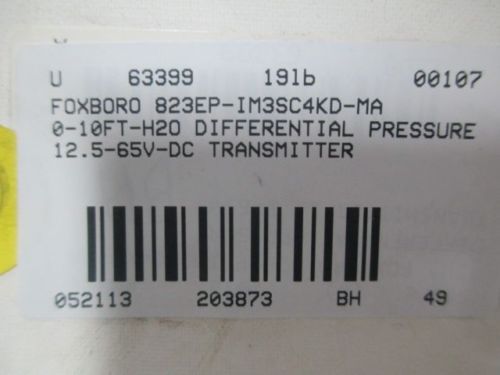 U 63399 19lb 00107
FOXBORO 823EP-IM3SC4KD-MA
0-10FT-H2O DIFFERENTIAL PRESSURE
12.5-65V-DC TRANSMITTER
052113 203873 BH 49